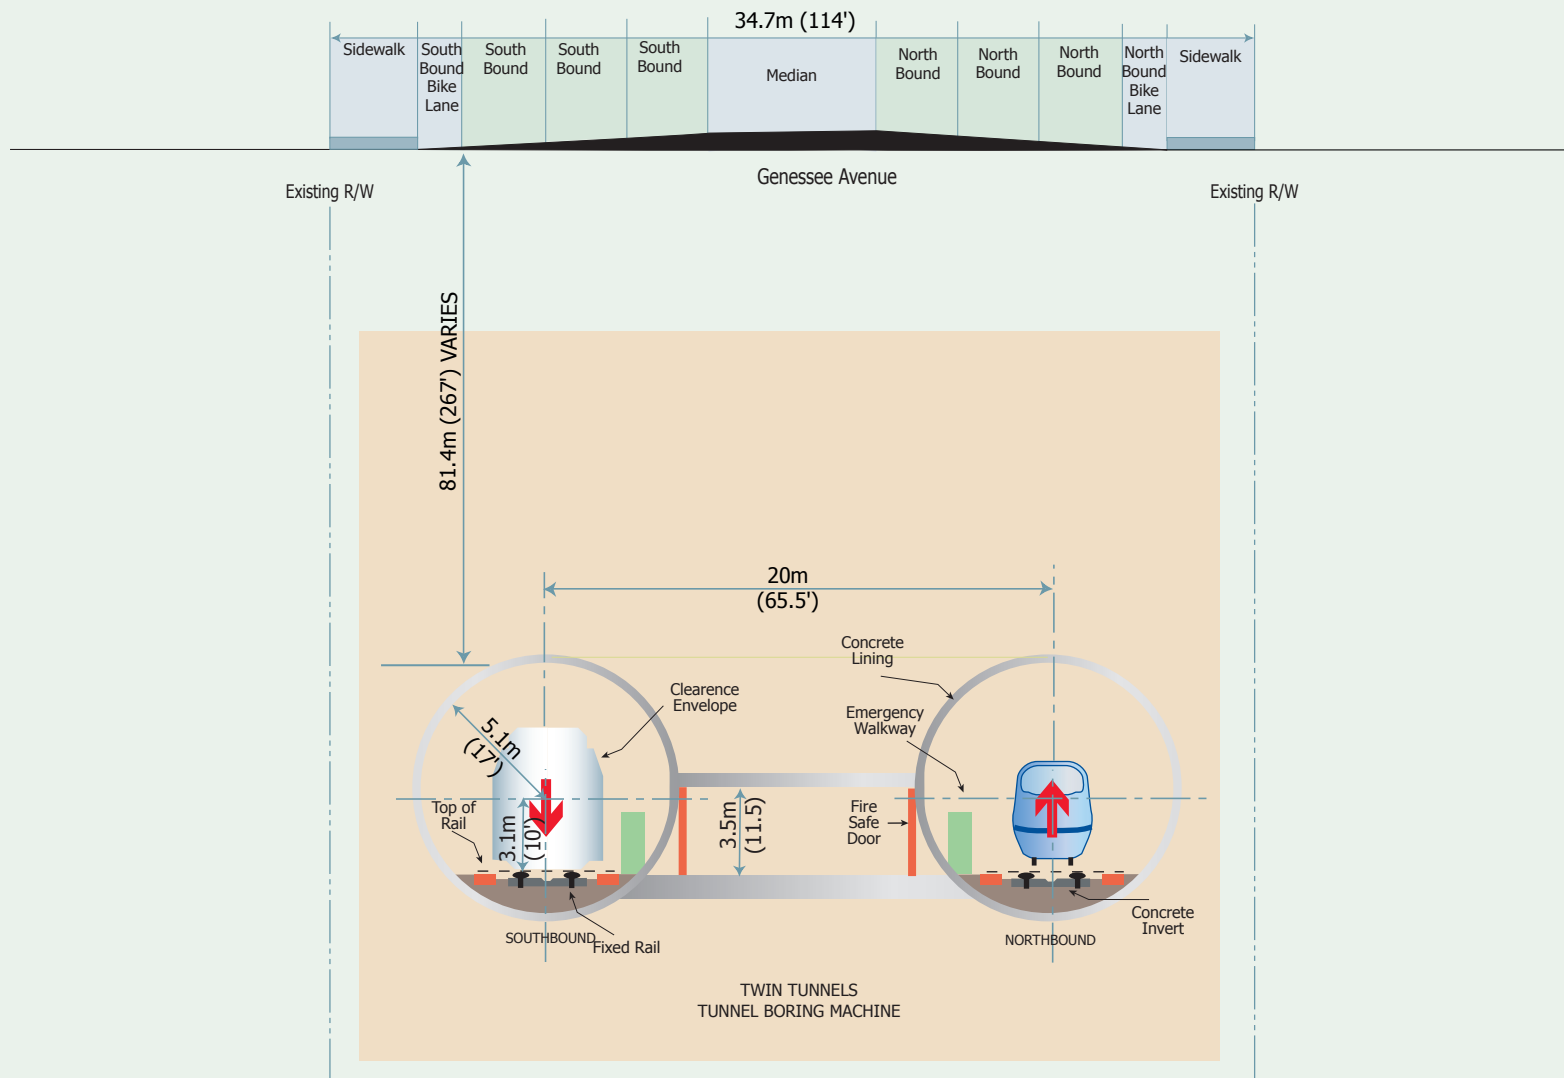 34.7m (114')
Sidewalk
South
Bound
Bike
Lane
South
Bound
South
Bound
South
Bound
Median
North
Bound
North
Bound
North
Bound
North
Bound
Bike
Lane
Sidewalk
Genessee Avenue
Existing R/W
Existing R/W
81.4m (267') VARIES
20m
(65.5')
Concrete
Lining
Clearence
Envelope
Emergency
Walkway
5.1m
(17')
Top of
Rail
3.1m
(10')
3.5m
(11.5)
Fire
Safe
Door
SOUTHBOUND
Fixed Rail
NORTHBOUND
Concrete
Invert
TWIN TUNNELS
TUNNEL BORING MACHINE